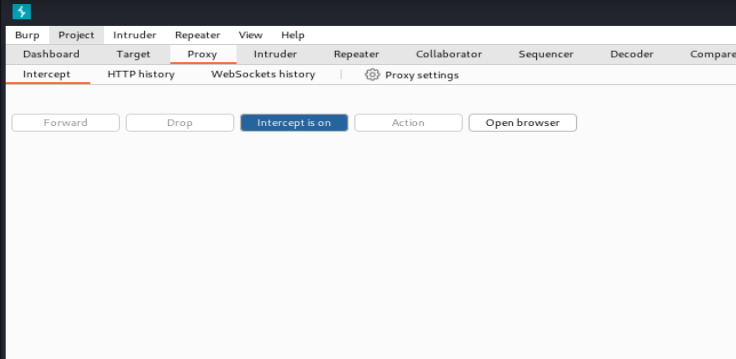 Burp Project Intruder Repeater View Help
Dashboard Target Proxy Intruder Repeater Collaborator Sequencer Decoder Compare
Intercept HTTP history WebSockets history Proxy settings
Forward Drop Intercept is on Action Open browser